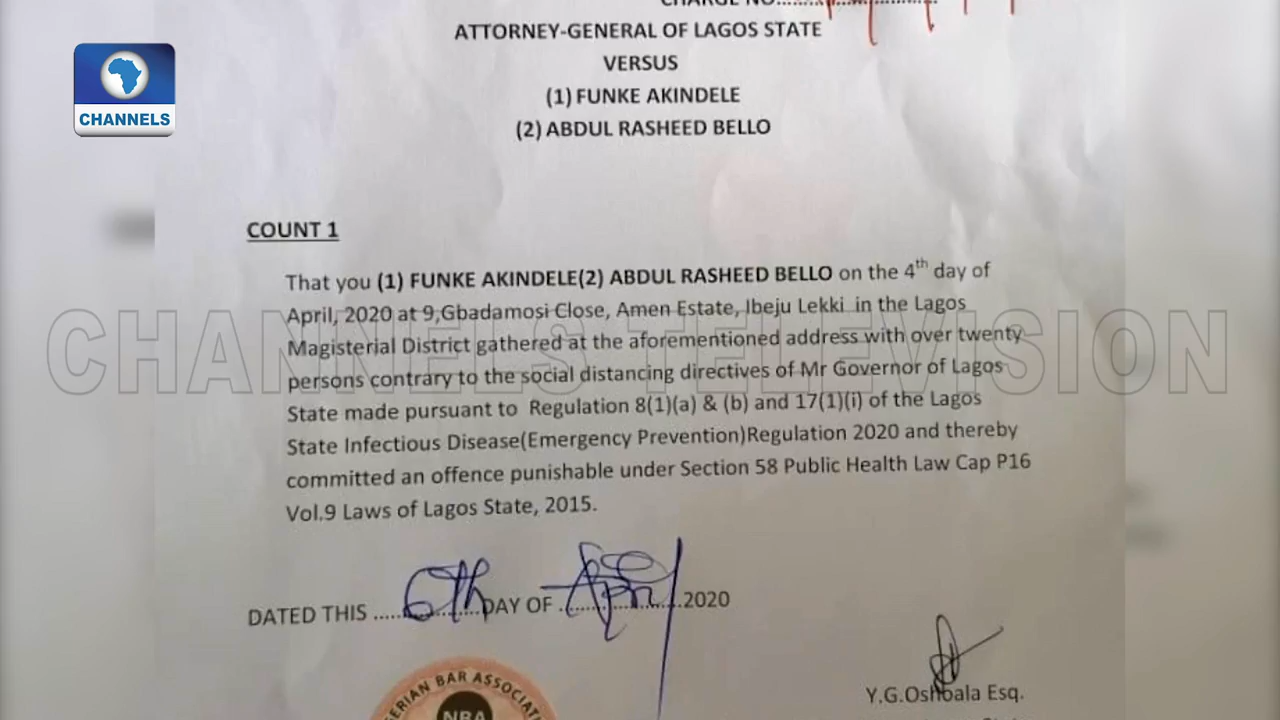 CHARGE NO
ATTORNEY-GENERAL OF LAGOS STATE
VERSUS
(1) FUNKE AKINDELE
(2) ABDUL RASHEED BELLO
CHANNELS
COUNT 1
That you (1) FUNKE AKINDELE(2) ABDUL RASHEED BELLO on the 4th day of
April, 2020 at 9,Gbadamosi Close, Amen Estate, Ibeju Lekki in the Lagos
Magisterial District gathered at the aforementioned address with over twenty
persons contrary to the social distancing directives of Mr Governor of Lagos
State made pursuant to Regulation 8(1)(a) & (b) and 17(1)(i) of the Lagos
State Infectious Disease(Emergency Prevention)Regulation 2020 and thereby
committed an offence punishable under Section 58 Public Health Law Cap P16
Vol.9 Laws of Lagos State, 2015.
CHANNELS TELEVISION
DATED THIS ......6th......DAY OF ......April......2020
Y.G.Oshoala Esq.
NBA